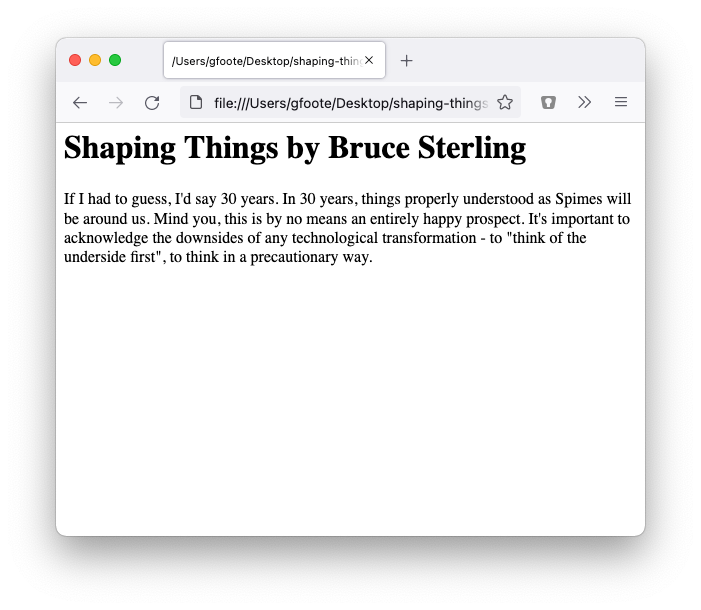 /Users/gfoote/Desktop/shaping-thin
file:///Users/gfoote/Desktop/shaping-things
Shaping Things by Bruce Sterling
If I had to guess, I'd say 30 years. In 30 years, things properly understood as Spimes will
be around us. Mind you, this is by no means an entirely happy prospect. It's important to
acknowledge the downsides of any technological transformation - to "think of the
underside first", to think in a precautionary way.